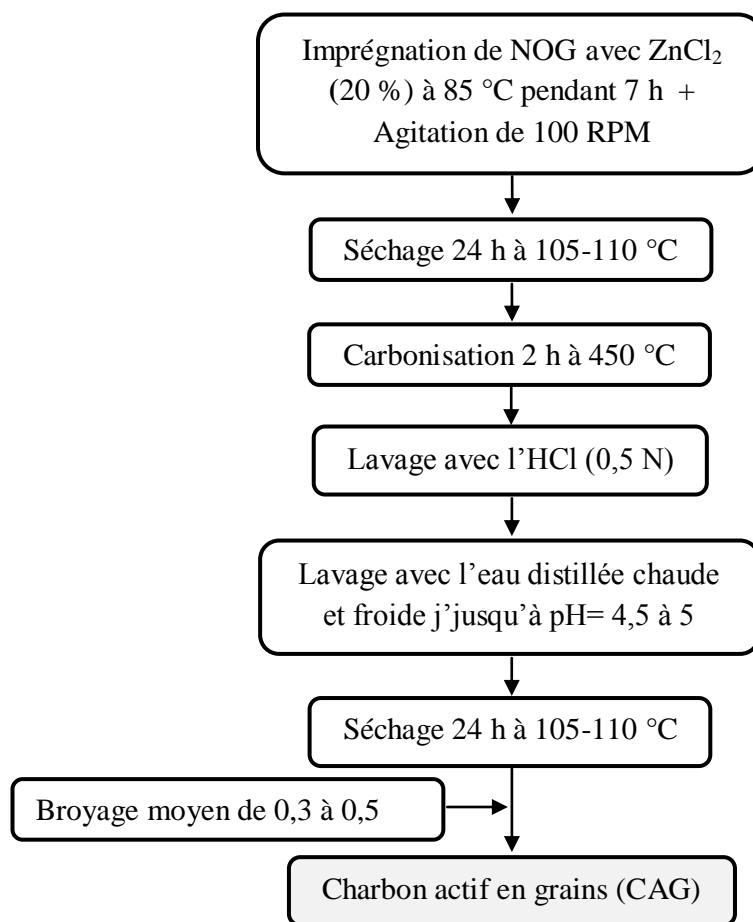 Imprégnation de NOG avec ZnCl₂
(20 %) à 85 °C pendant 7 h +
Agitation de 100 RPM
Séchage 24 h à 105-110 °C
Carbonisation 2 h à 450 °C
Lavage avec l’HCl (0,5 N)
Lavage avec l’eau distillée chaude
et froide j’jusqu’à pH= 4,5 à 5
Séchage 24 h à 105-110 °C
Broyage moyen de 0,3 à 0,5
Charbon actif en grains (CAG)